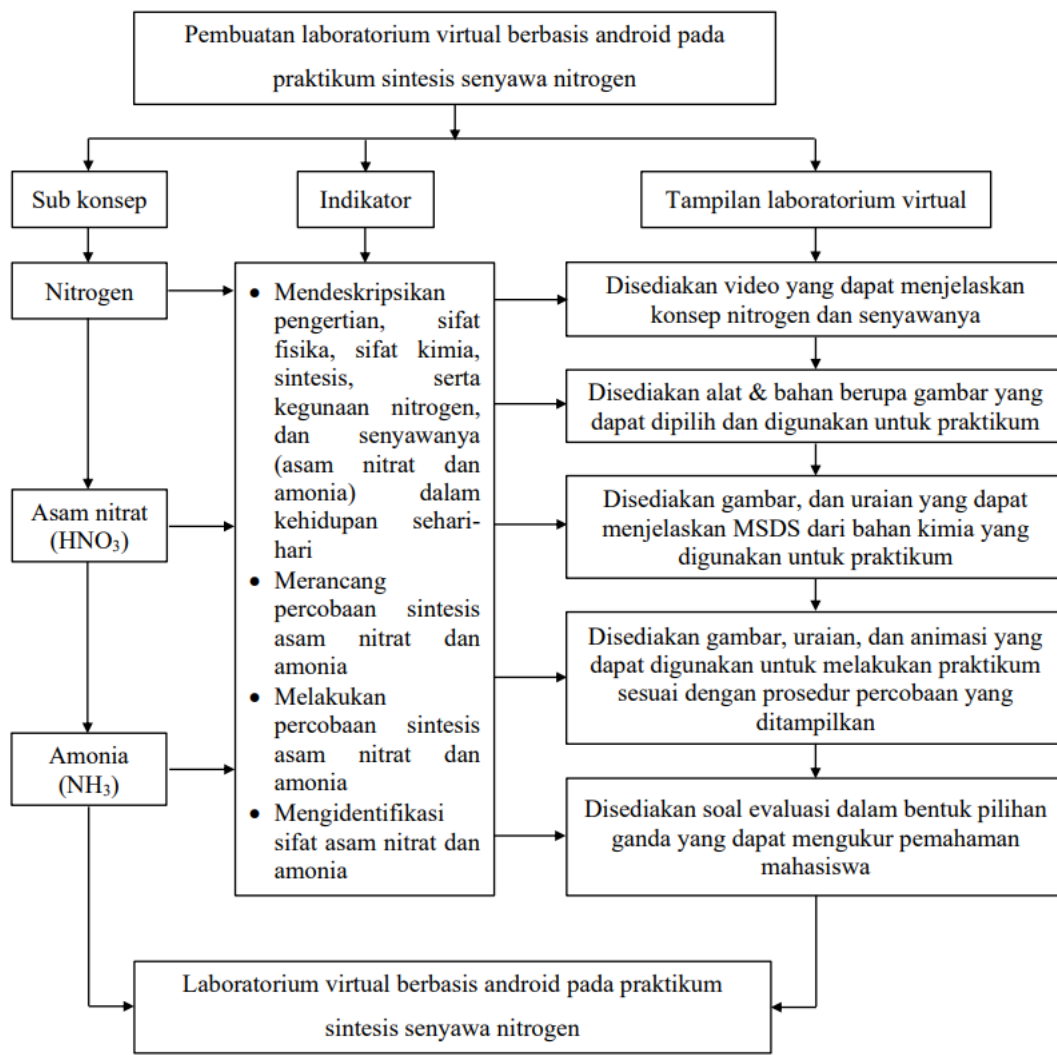 Pembuatan laboratorium virtual berbasis android pada
praktikum sintesis senyawa nitrogen
Sub konsep
Indikator
Tampilan laboratorium virtual
Nitrogen
Asam nitrat
(HNO₃)
Amonia
(NH₃)
• Mendeskripsikan
pengertian, sifat
fisika, sifat kimia,
sintesis, serta
kegunaan nitrogen,
dan senyawanya
(asam nitrat dan
amonia) dalam
kehidupan sehari-
hari
• Merancang
percobaan sintesis
asam nitrat dan
amonia
• Melakukan
percobaan sintesis
asam nitrat dan
amonia
• Mengidentifikasi
sifat asam nitrat dan
amonia
Disediakan video yang dapat menjelaskan
konsep nitrogen dan senyawanya
Disediakan alat & bahan berupa gambar yang
dapat dipilih dan digunakan untuk praktikum
Disediakan gambar, dan uraian yang dapat
menjelaskan MSDS dari bahan kimia yang
digunakan untuk praktikum
Disediakan gambar, uraian, dan animasi yang
dapat digunakan untuk melakukan praktikum
sesuai dengan prosedur percobaan yang
ditampilkan
Disediakan soal evaluasi dalam bentuk pilihan
ganda yang dapat mengukur pemahaman
mahasiswa
Laboratorium virtual berbasis android pada praktikum
sintesis senyawa nitrogen